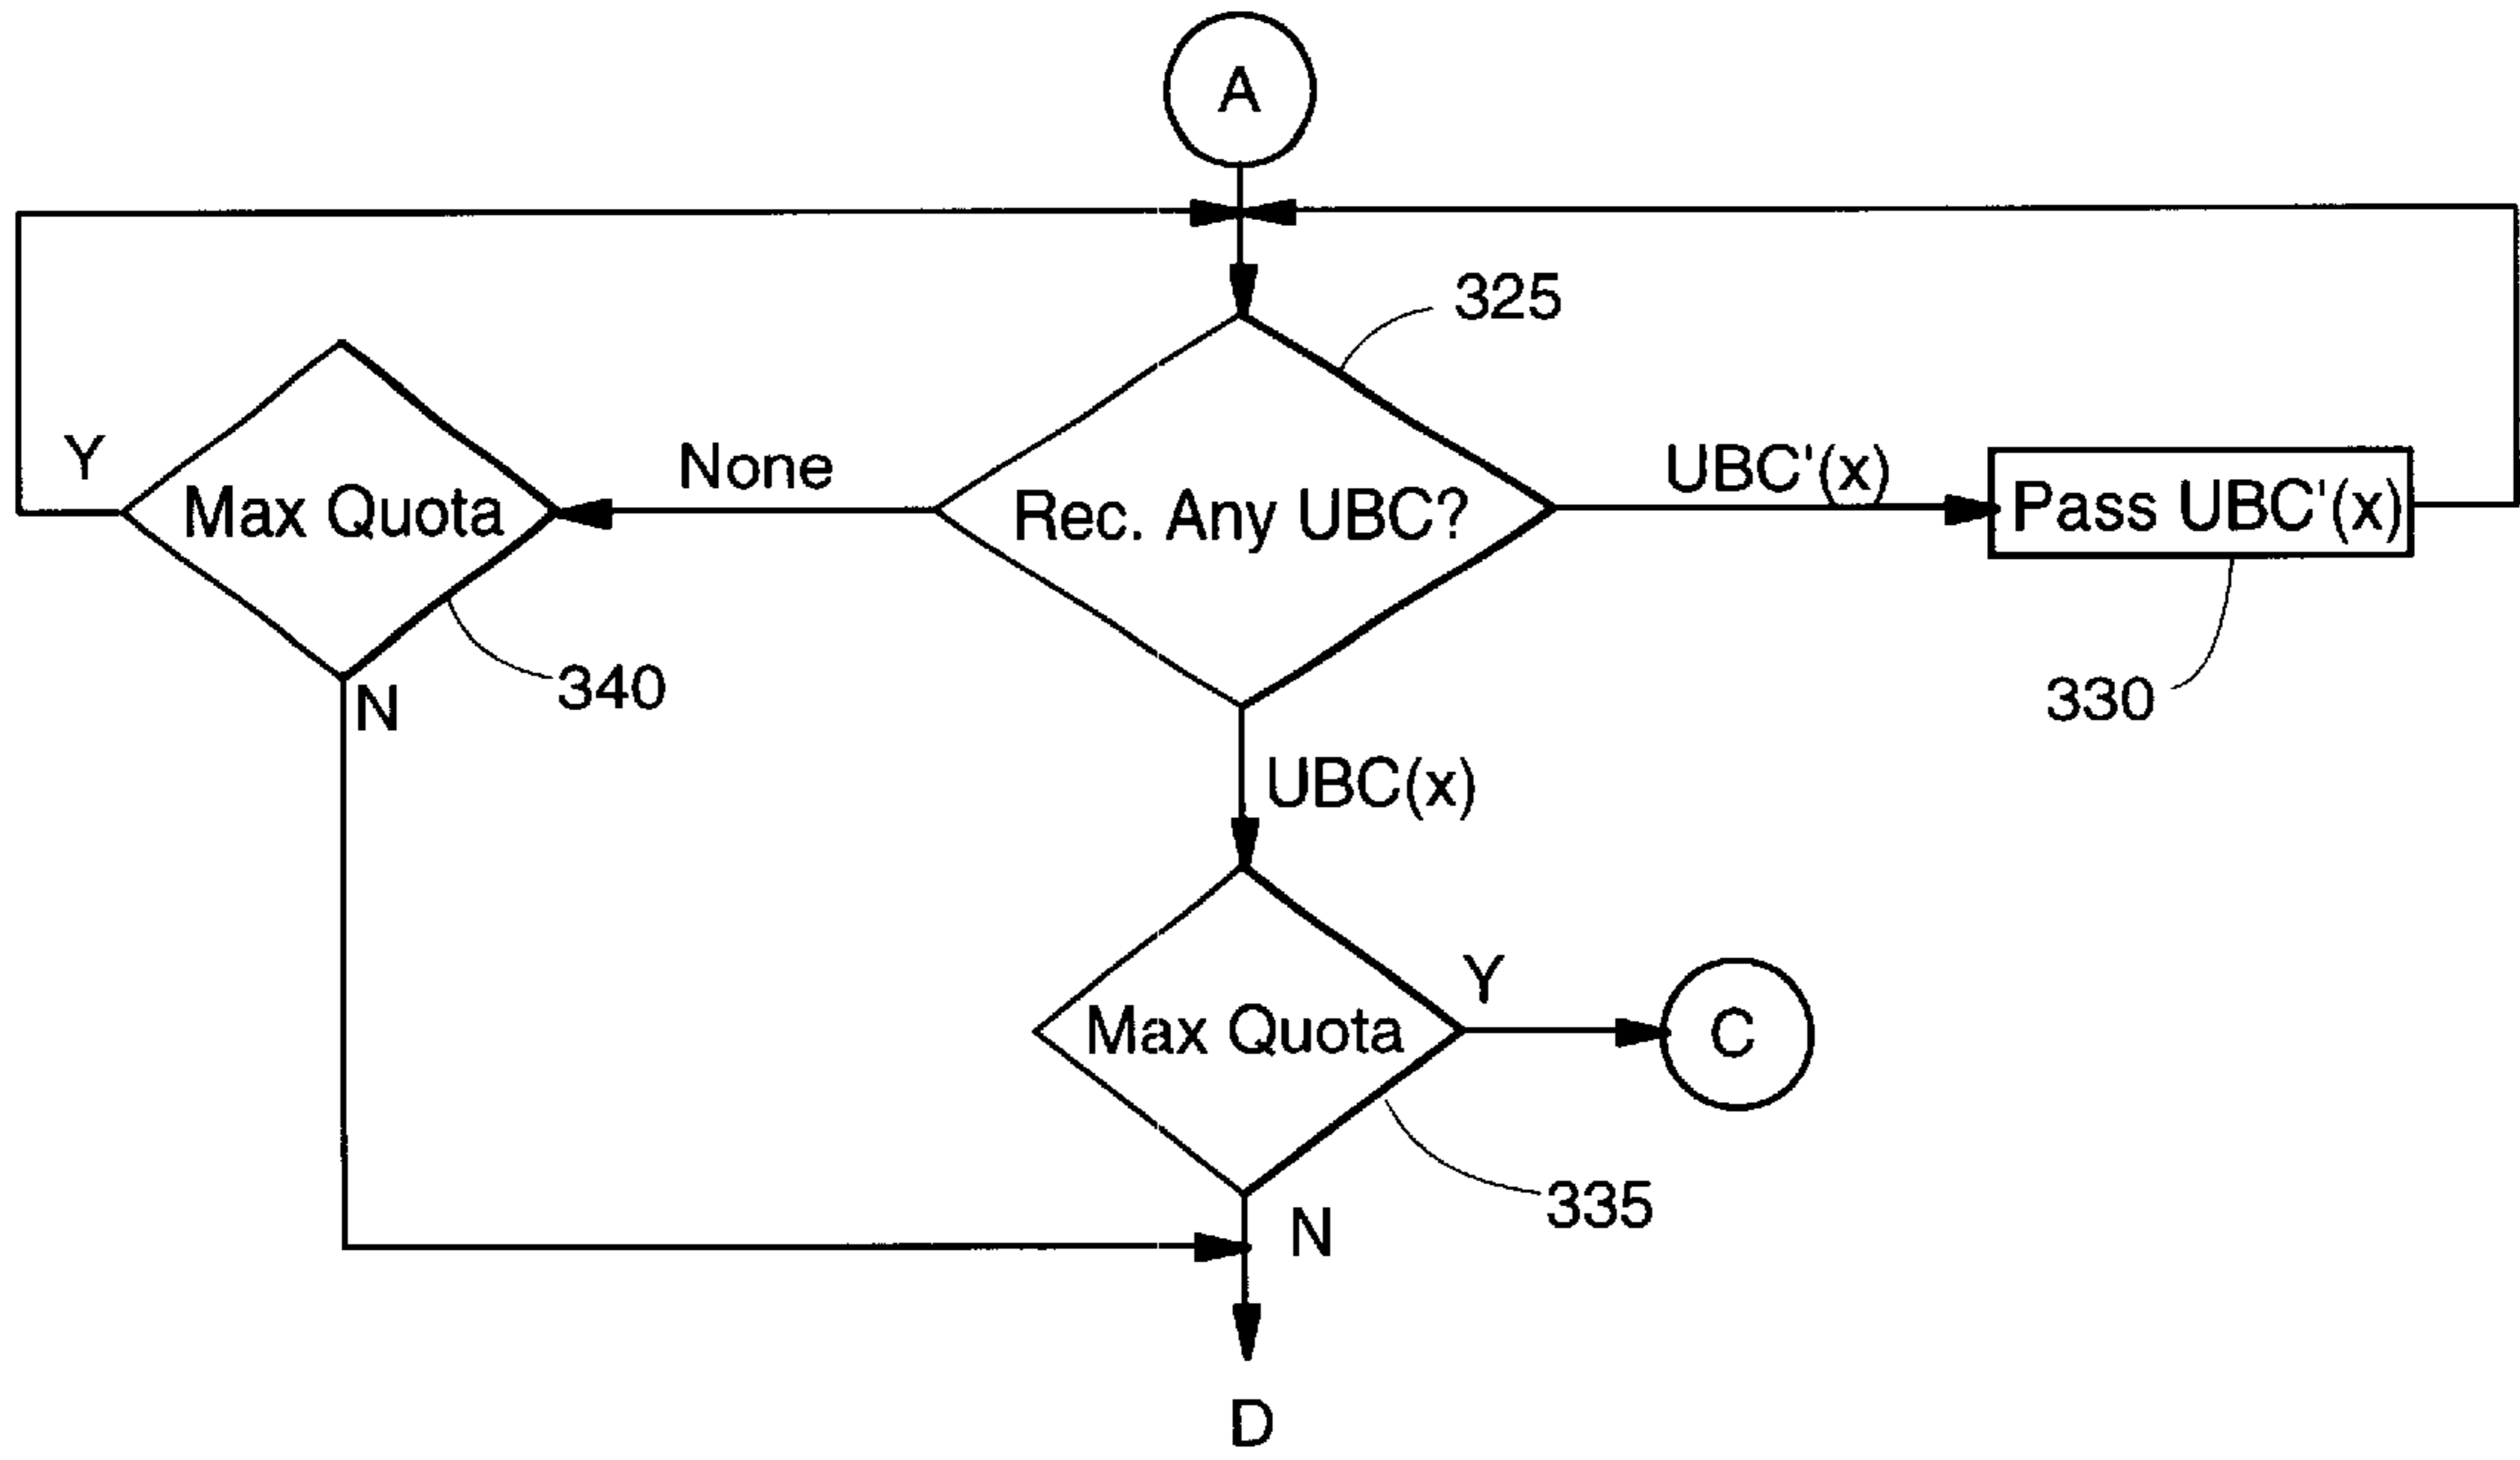 A
325
Y
Max Quota
None
Rec. Any UBC?
UBC'(x)
Pass UBC'(x)
N
340
330
UBC(x)
Max Quota
Y
C
335
N
D